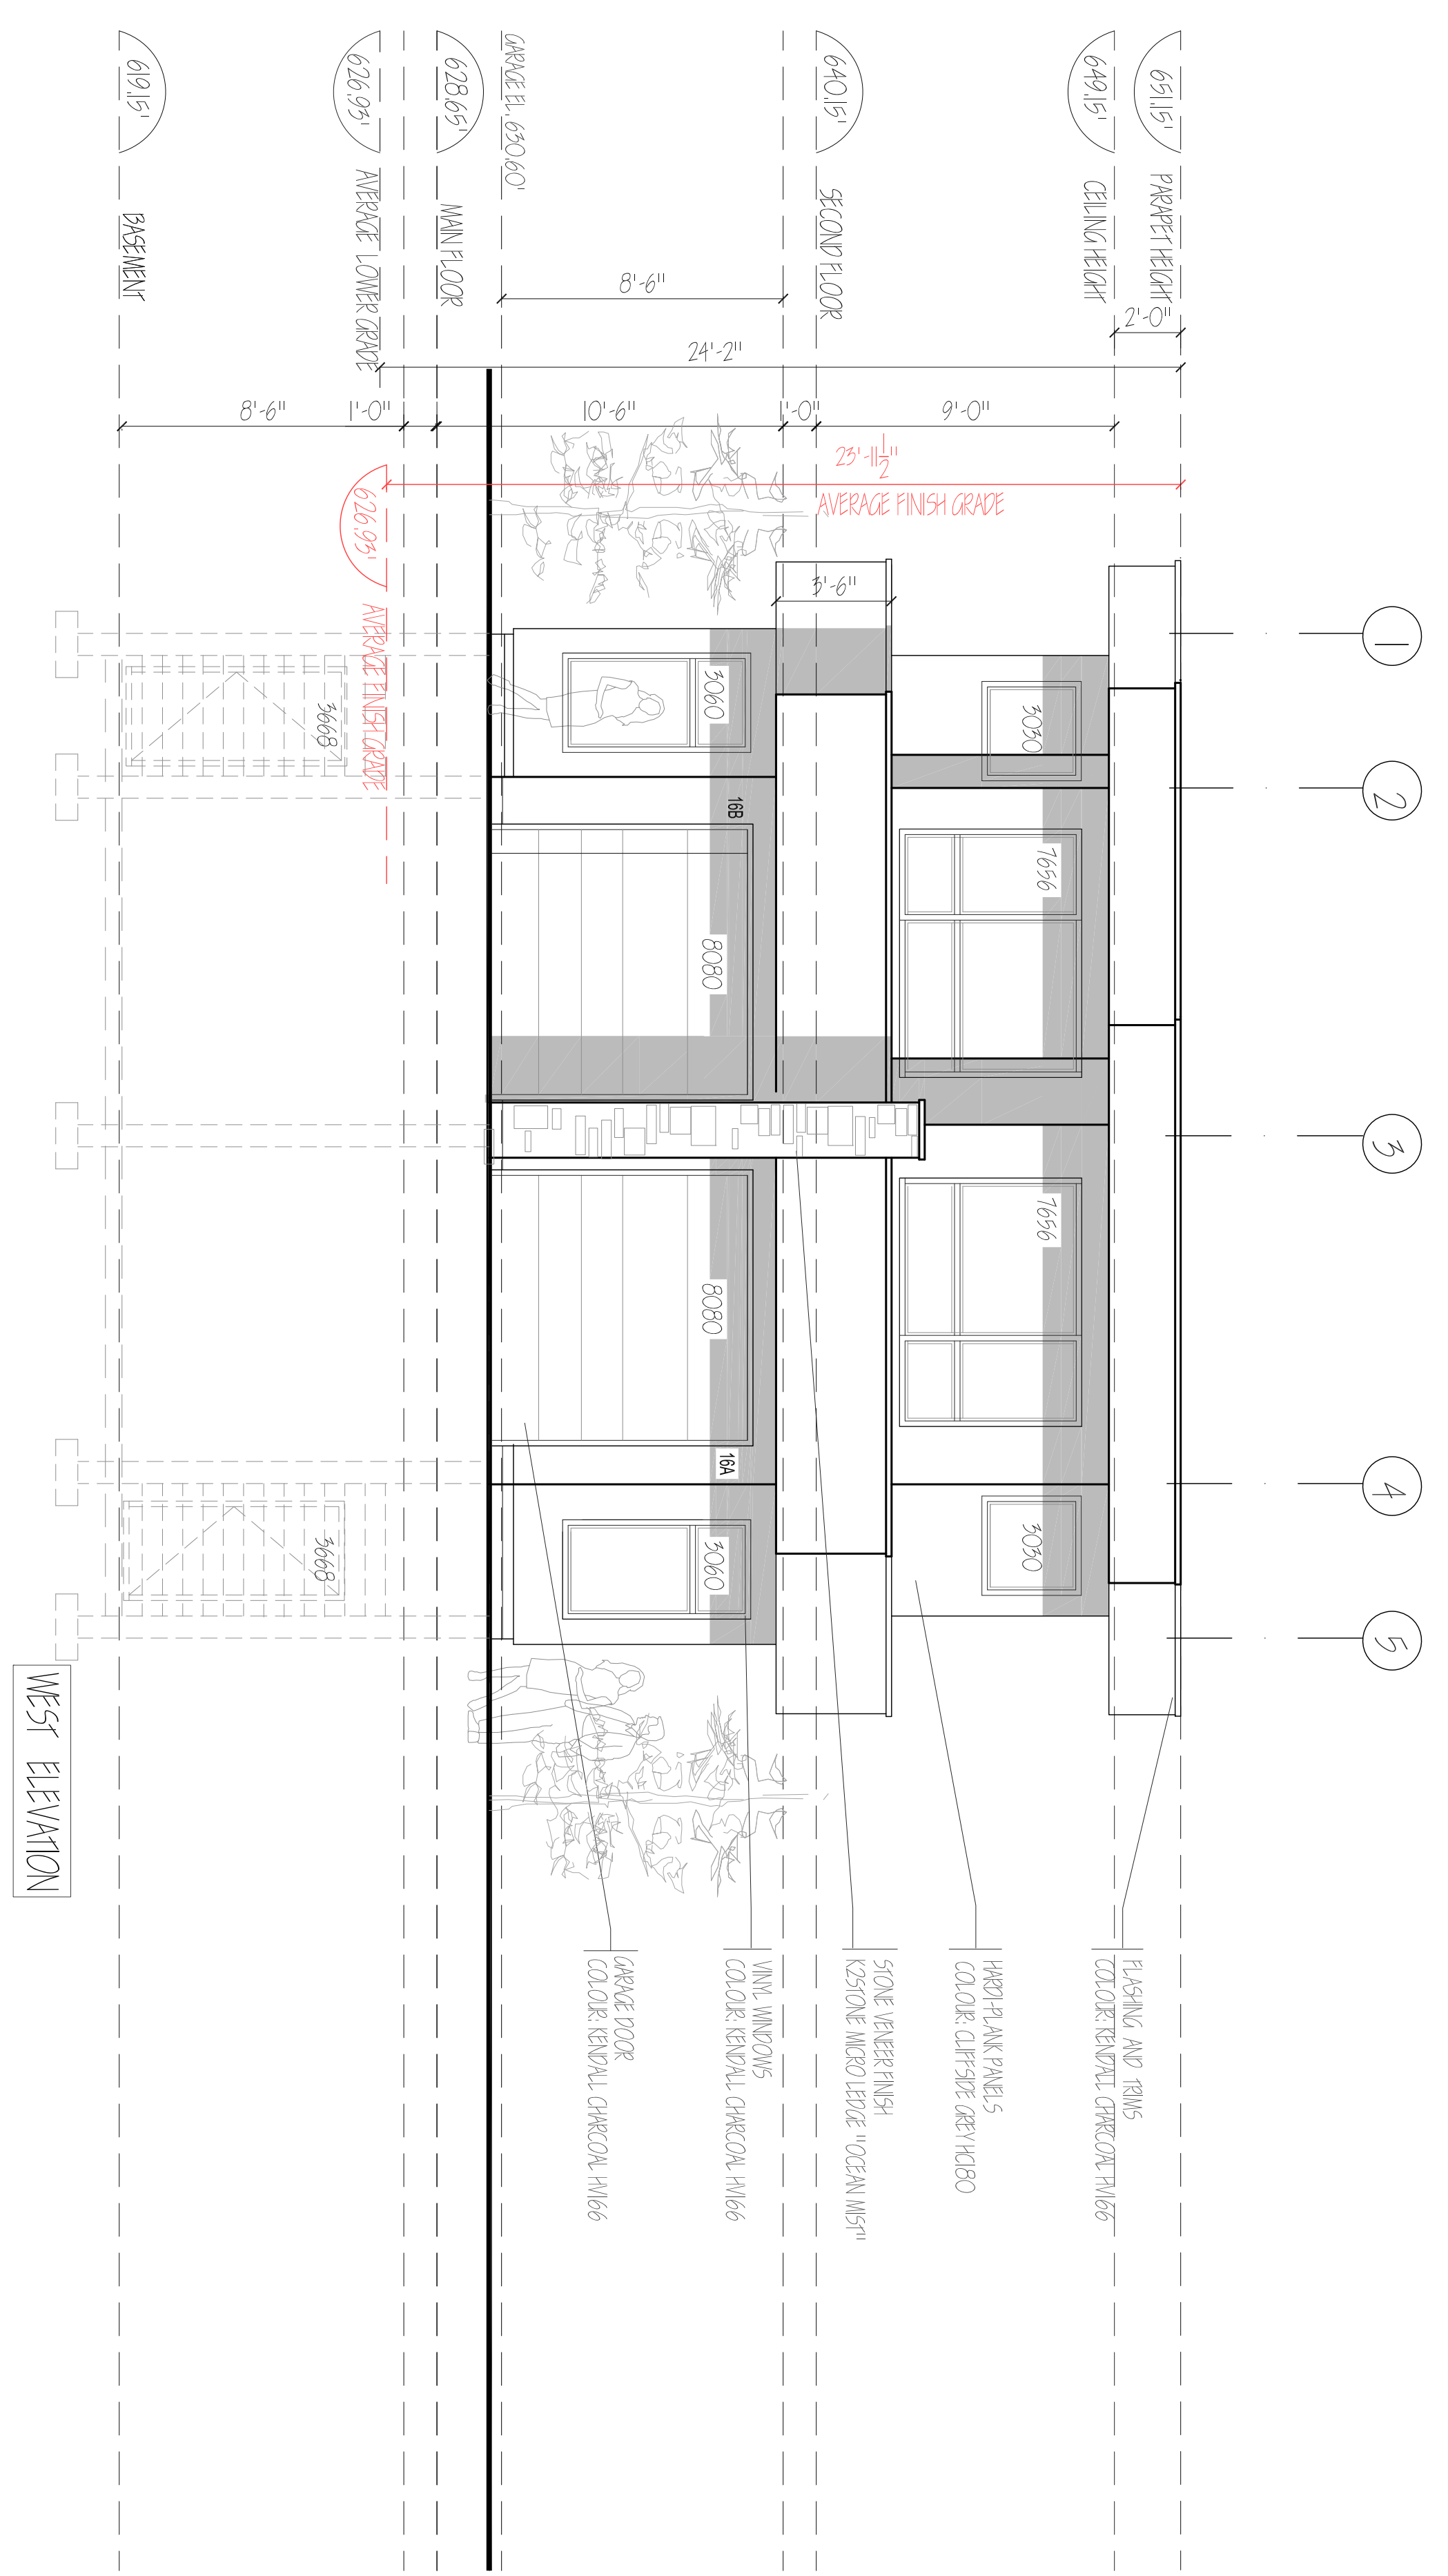 1
2
3
4
5
651.15'
PARAPET HEIGHT
649.15'
CEILING HEIGHT
640.15'
SECOND FLOOR
GARAGE EL. 630.60'
628.65'
MAIN FLOOR
626.93'
AVERAGE LOWER GRADE
619.15'
BASEMENT
2'-0"
8'-6"
24'-2"
9'-0"
1'-0"
10'-6"
1'-0"
8'-6"
23'-11 1/2"
AVERAGE FINISH GRADE
626.93'
AVERAGE FINISH GRADE
3'-6"
3030
7656
7656
3030
3060
16B
8080
8080
16A
3060
3668
3668
FLASHING AND TRIMS
COLOUR: KENDALL CHARCOAL HV166
HARDI-PLANK PANELS
COLOUR: CLIFFSIDE GREY HC180
STONE VENEER FINISH
K2STONE MICRO LEDGE "OCEAN MIST"
VINYL WINDOWS
COLOUR: KENDALL CHARCOAL HV166
GARAGE DOOR
COLOUR: KENDALL CHARCOAL HV166
WEST ELEVATION